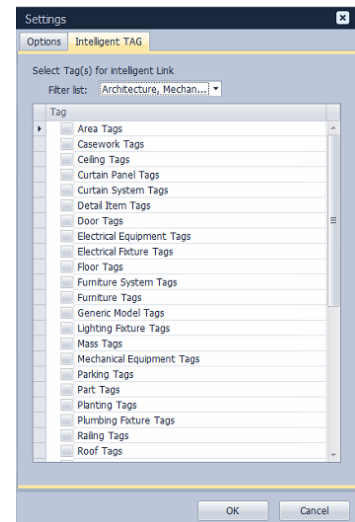 Settings
Options Intelligent TAG
Select Tag(s) for intelligent Link
Filter list: Architecture, Mechan...
Tag
Area Tags
Casework Tags
Ceiling Tags
Curtain Panel Tags
Curtain System Tags
Detail Item Tags
Door Tags
Electrical Equipment Tags
Electrical Fixture Tags
Floor Tags
Furniture System Tags
Furniture Tags
Generic Model Tags
Lighting Fixture Tags
Mass Tags
Mechanical Equipment Tags
Parking Tags
Part Tags
Planting Tags
Plumbing Fixture Tags
Railing Tags
Roof Tags
OK Cancel